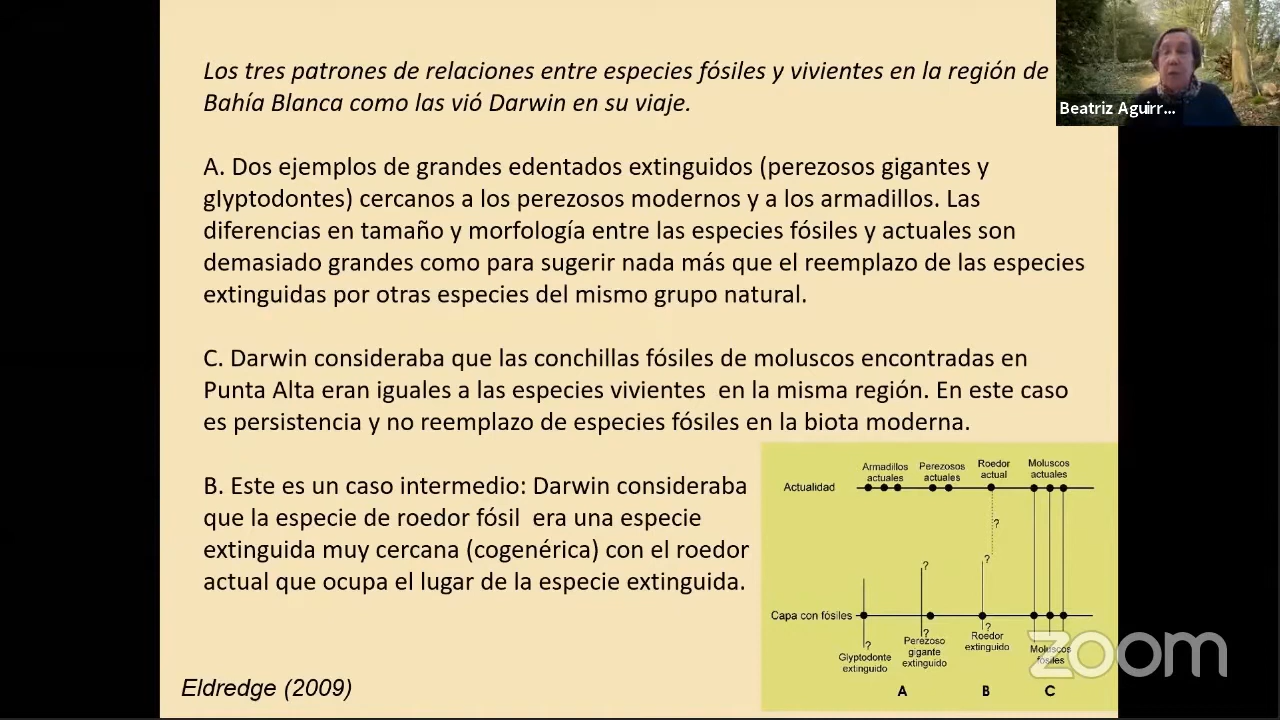 Los tres patrones de relaciones entre especies fósiles y vivientes en la región de
Bahía Blanca como las vió Darwin en su viaje.
A. Dos ejemplos de grandes edentados extinguidos (perezosos gigantes y
glyptodontes) cercanos a los perezosos modernos y a los armadillos. Las
diferencias en tamaño y morfología entre las especies fósiles y actuales son
demasiado grandes como para sugerir nada más que el reemplazo de las especies
extinguidas por otras especies del mismo grupo natural.
C. Darwin consideraba que las conchillas fósiles de moluscos encontradas en
Punta Alta eran iguales a las especies vivientes en la misma región. En este caso
es persistencia y no reemplazo de especies fósiles en la biota moderna.
B. Este es un caso intermedio: Darwin consideraba
que la especie de roedor fósil era una especie
extinguida muy cercana (cogenérica) con el roedor
actual que ocupa el lugar de la especie extinguida.
Eldredge (2009)
Armadillos
actuales
Perezosos
actuales
Roedor
actual
Moluscos
actuales
Actualidad
?
?
?
Capa con fósiles
?
?
?
Glyptodonte
extinguido
Perezoso
gigante
extinguido
Roedor
extinguido
Moluscos
fósiles
A B C
Beatriz Aguirr...
zoom